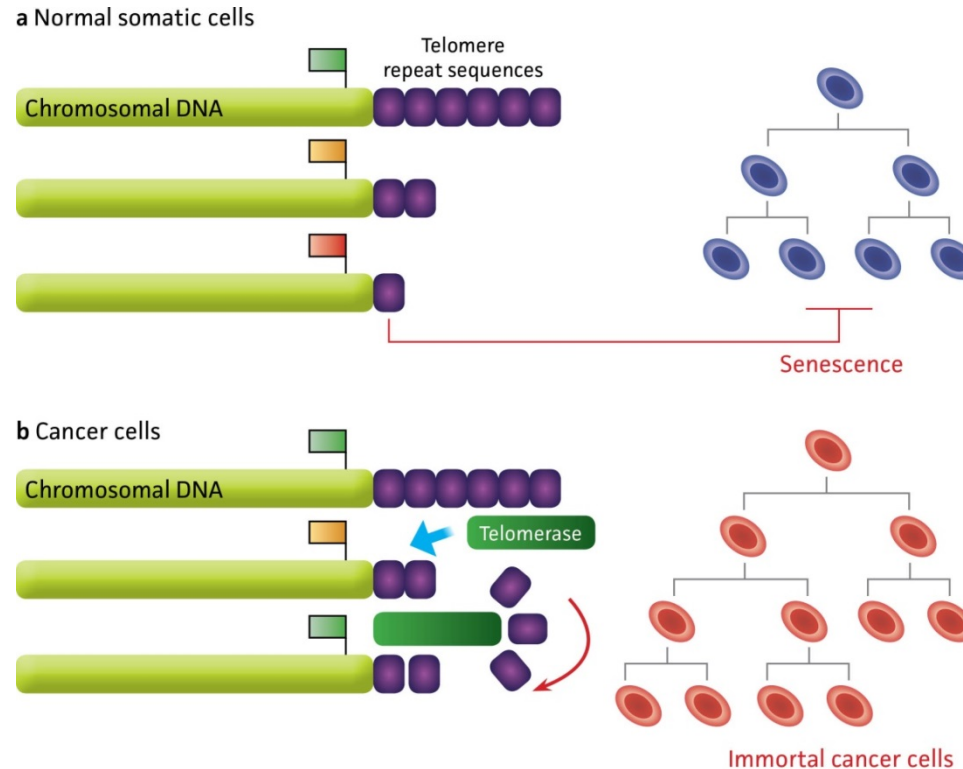 a Normal somatic cells
Telomere
repeat sequences
Chromosomal DNA
Senescence
b Cancer cells
Chromosomal DNA
Telomerase
Immortal cancer cells